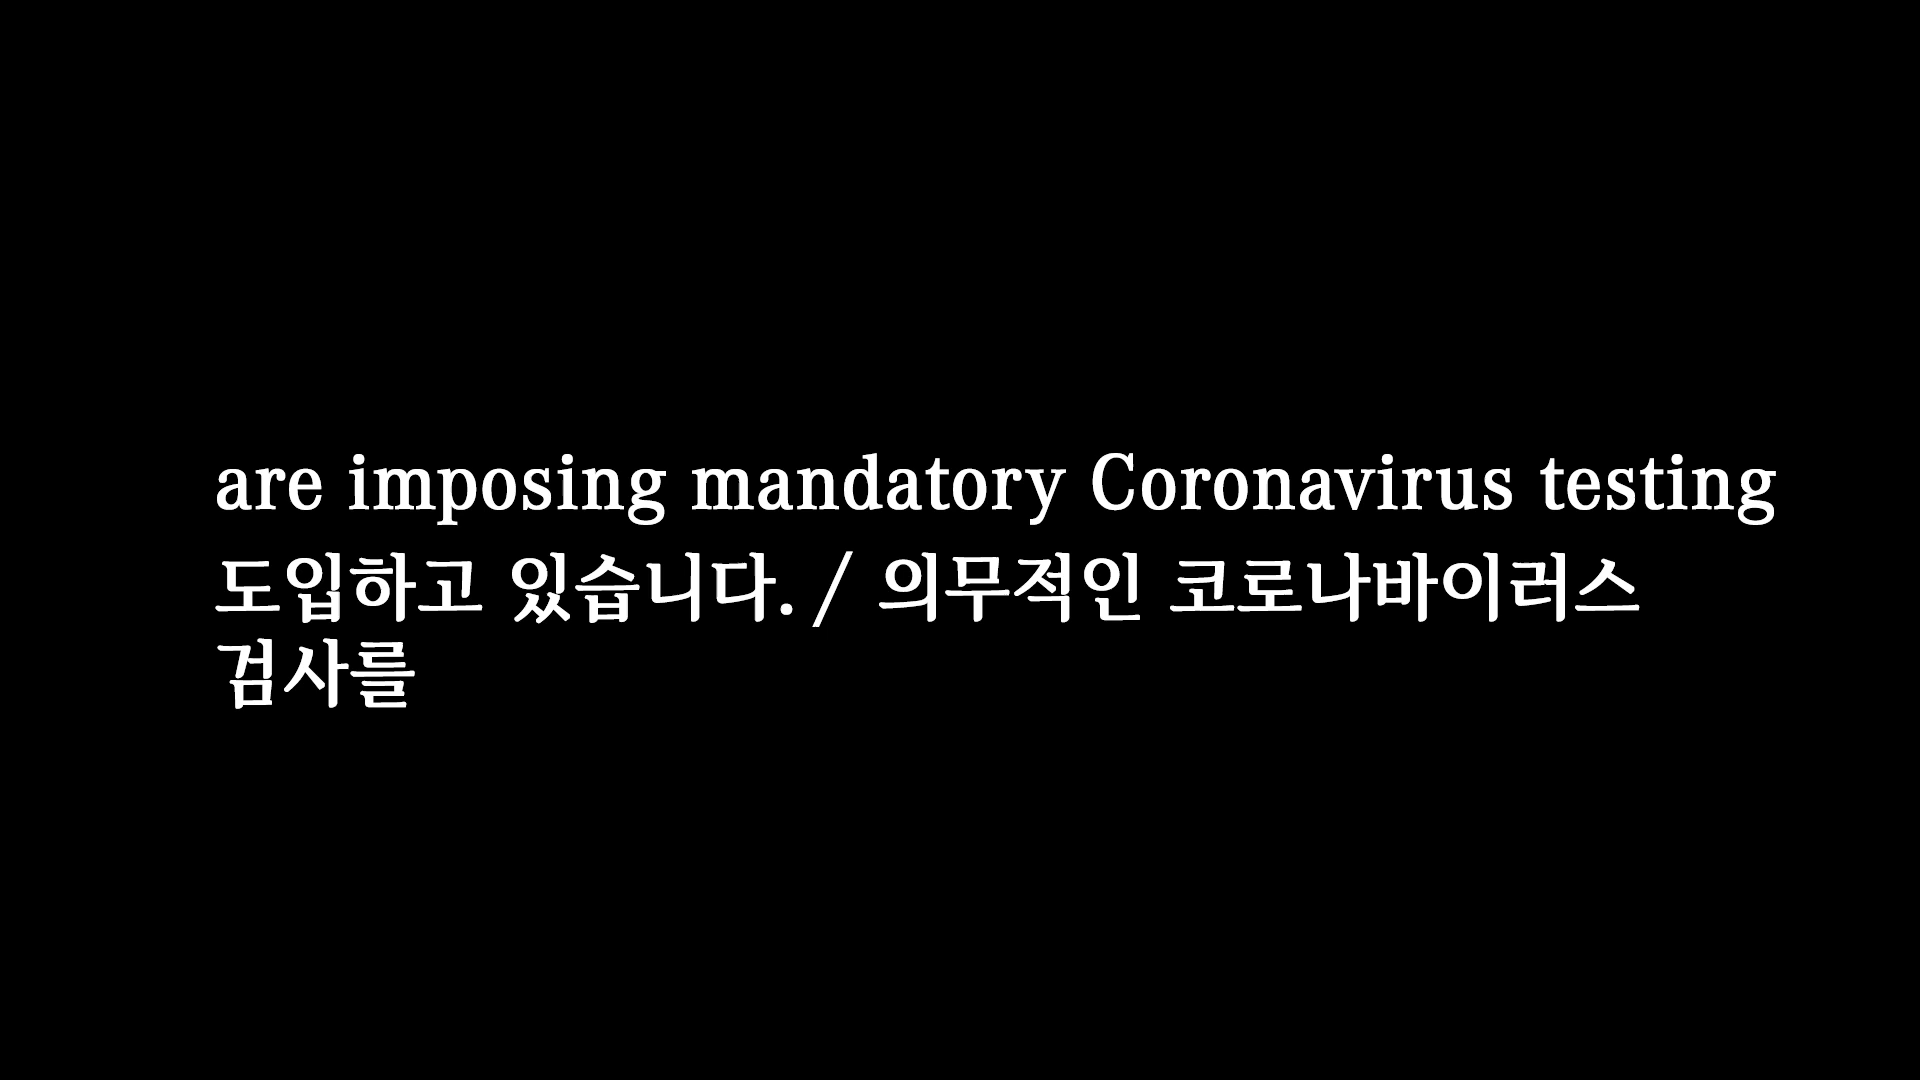 are imposing mandatory Coronavirus testing
도입하고 있습니다. / 의무적인 코로나바이러스
검사를